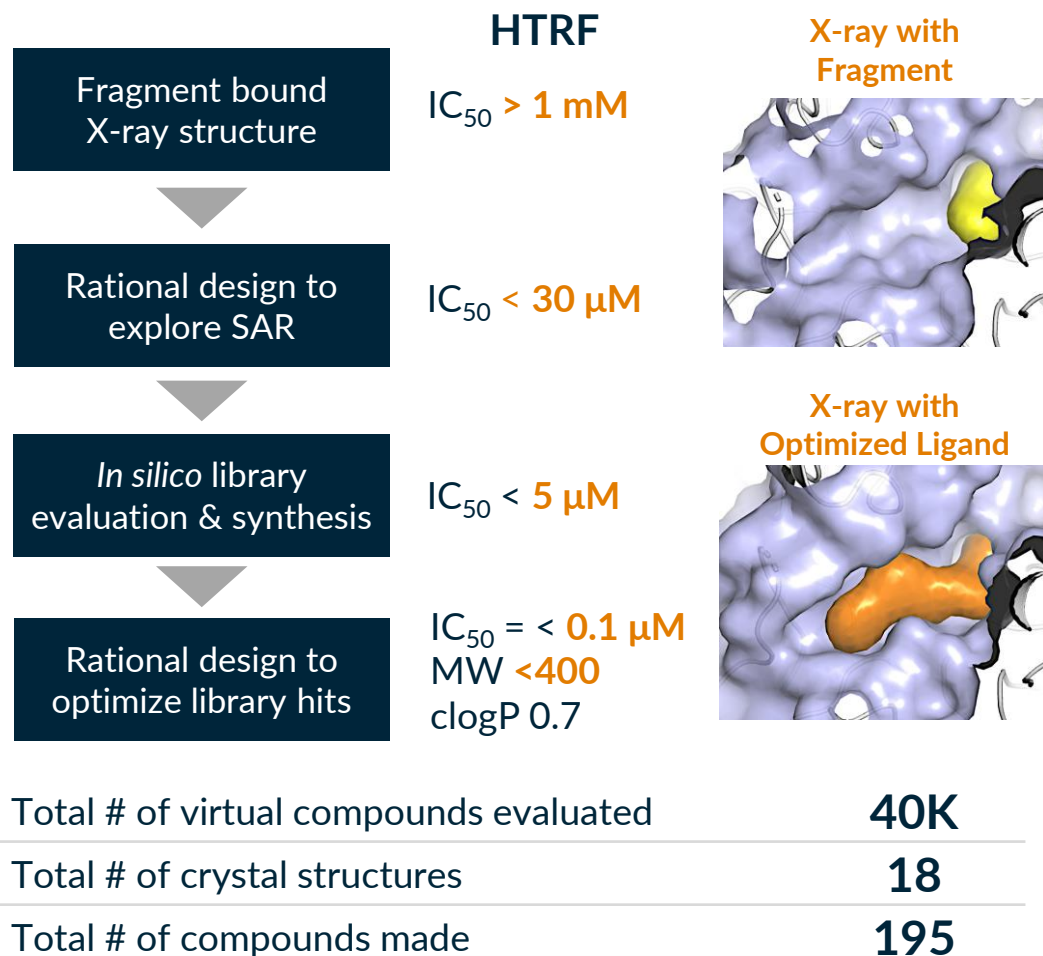 HTRF
X-ray with
Fragment
Fragment bound
X-ray structure
IC₅₀ > 1 mM
Rational design to
explore SAR
IC₅₀ < 30 µM
X-ray with
Optimized Ligand
In silico library
evaluation & synthesis
IC₅₀ < 5 µM
Rational design to
optimize library hits
IC₅₀ = < 0.1 µM
MW <400
clogP 0.7
Total # of virtual compounds evaluated 40K
Total # of crystal structures 18
Total # of compounds made 195